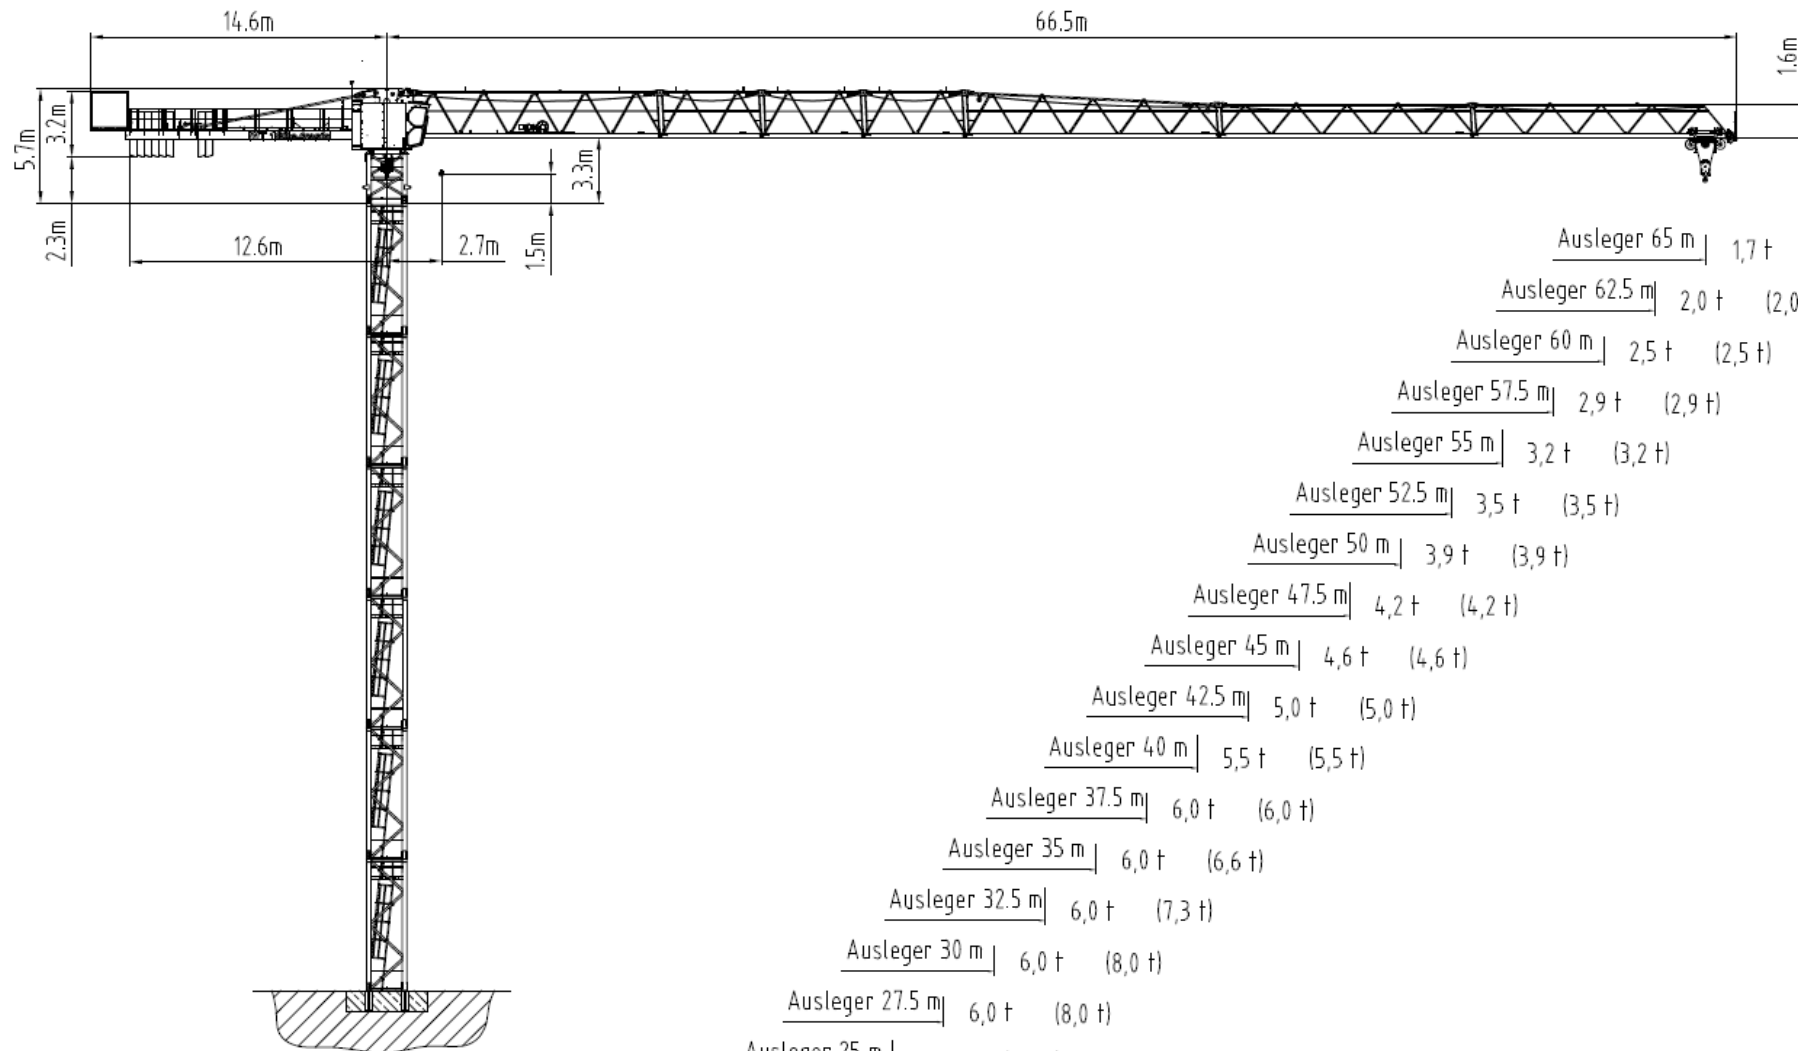 14.6m
66.5m
1.6m
5.7m
3.2m
3.3m
2.3m
12.6m
2.7m
1.5m
Ausleger 65 m 1,7 t
Ausleger 62.5 m 2,0 t (2,0
Ausleger 60 m 2,5 t (2,5 t)
Ausleger 57.5 m 2,9 t (2,9 t)
Ausleger 55 m 3,2 t (3,2 t)
Ausleger 52.5 m 3,5 t (3,5 t)
Ausleger 50 m 3,9 t (3,9 t)
Ausleger 47.5 m 4,2 t (4,2 t)
Ausleger 45 m 4,6 t (4,6 t)
Ausleger 42.5 m 5,0 t (5,0 t)
Ausleger 40 m 5,5 t (5,5 t)
Ausleger 37.5 m 6,0 t (6,0 t)
Ausleger 35 m 6,0 t (6,6 t)
Ausleger 32.5 m 6,0 t (7,3 t)
Ausleger 30 m 6,0 t (8,0 t)
Ausleger 27.5 m 6,0 t (8,0 t)
Ausleger 25 m